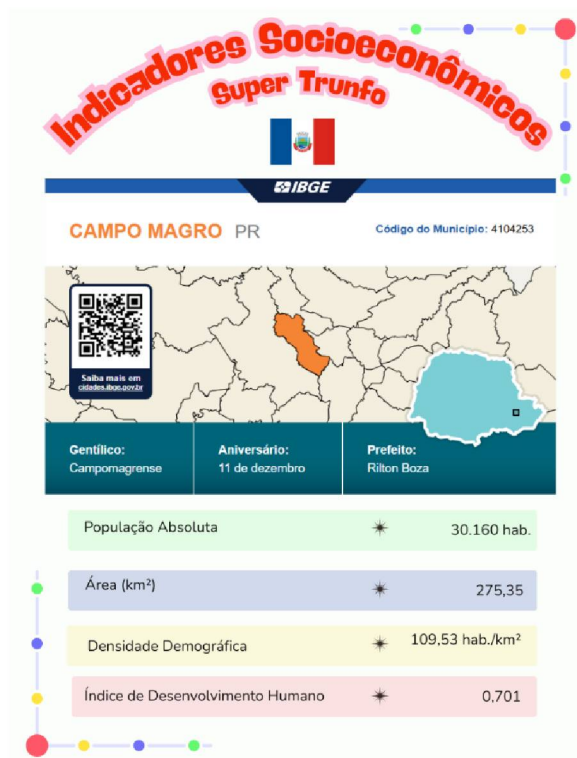 Indicadores Socioeconômicos
Super Trunfo
IBGE
CAMPO MAGRO PR
Código do Município: 4104253
Saiba mais em
cidades.ibge.gov.br
Gentílico:
Campomagrense
Aniversário:
11 de dezembro
Prefeito:
Rilton Boza
População Absoluta 30.160 hab.
Área (km²) 275,35
Densidade Demográfica 109,53 hab./km²
Índice de Desenvolvimento Humano 0,701